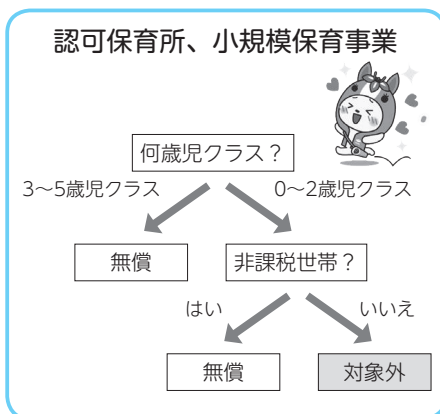 認可保育所、小規模保育事業
何歳児クラス？
3～5歳児クラス
0～2歳児クラス
無償
非課税世帯？
はい
いいえ
無償
対象外